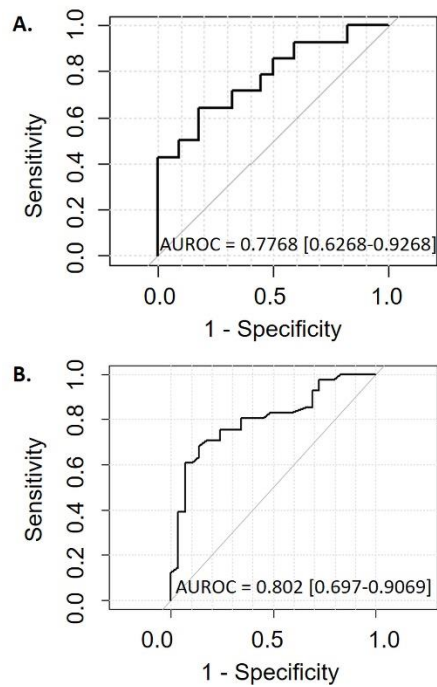 A.
Sensitivity
1.0
0.8
0.6
0.4
0.2
0.0
AUROC = 0.7768 [0.6268-0.9268]
0.0 0.5 1.0
1 - Specificity
B.
Sensitivity
1.0
0.8
0.6
0.4
0.2
0.0
AUROC = 0.802 [0.697-0.9069]
0.0 0.5 1.0
1 - Specificity